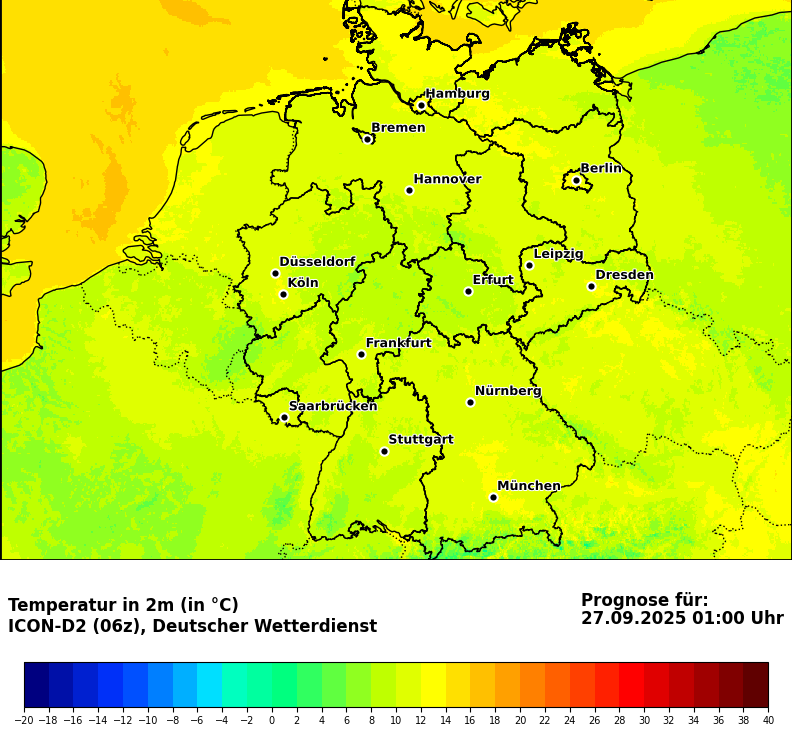 Hamburg
Bremen
Berlin
Hannover
Leipzig
Düsseldorf
Dresden
Köln
Erfurt
Frankfurt
Nürnberg
Saarbrücken
Stuttgart
München
Temperatur in 2m (in °C)
ICON-D2 (06z), Deutscher Wetterdienst
Prognose für:
27.09.2025 01:00 Uhr
−20 −18 −16 −14 −12 −10 −8 −6 −4 −2 0 2 4 6 8 10 12 14 16 18 20 22 24 26 28 30 32 34 36 38 40